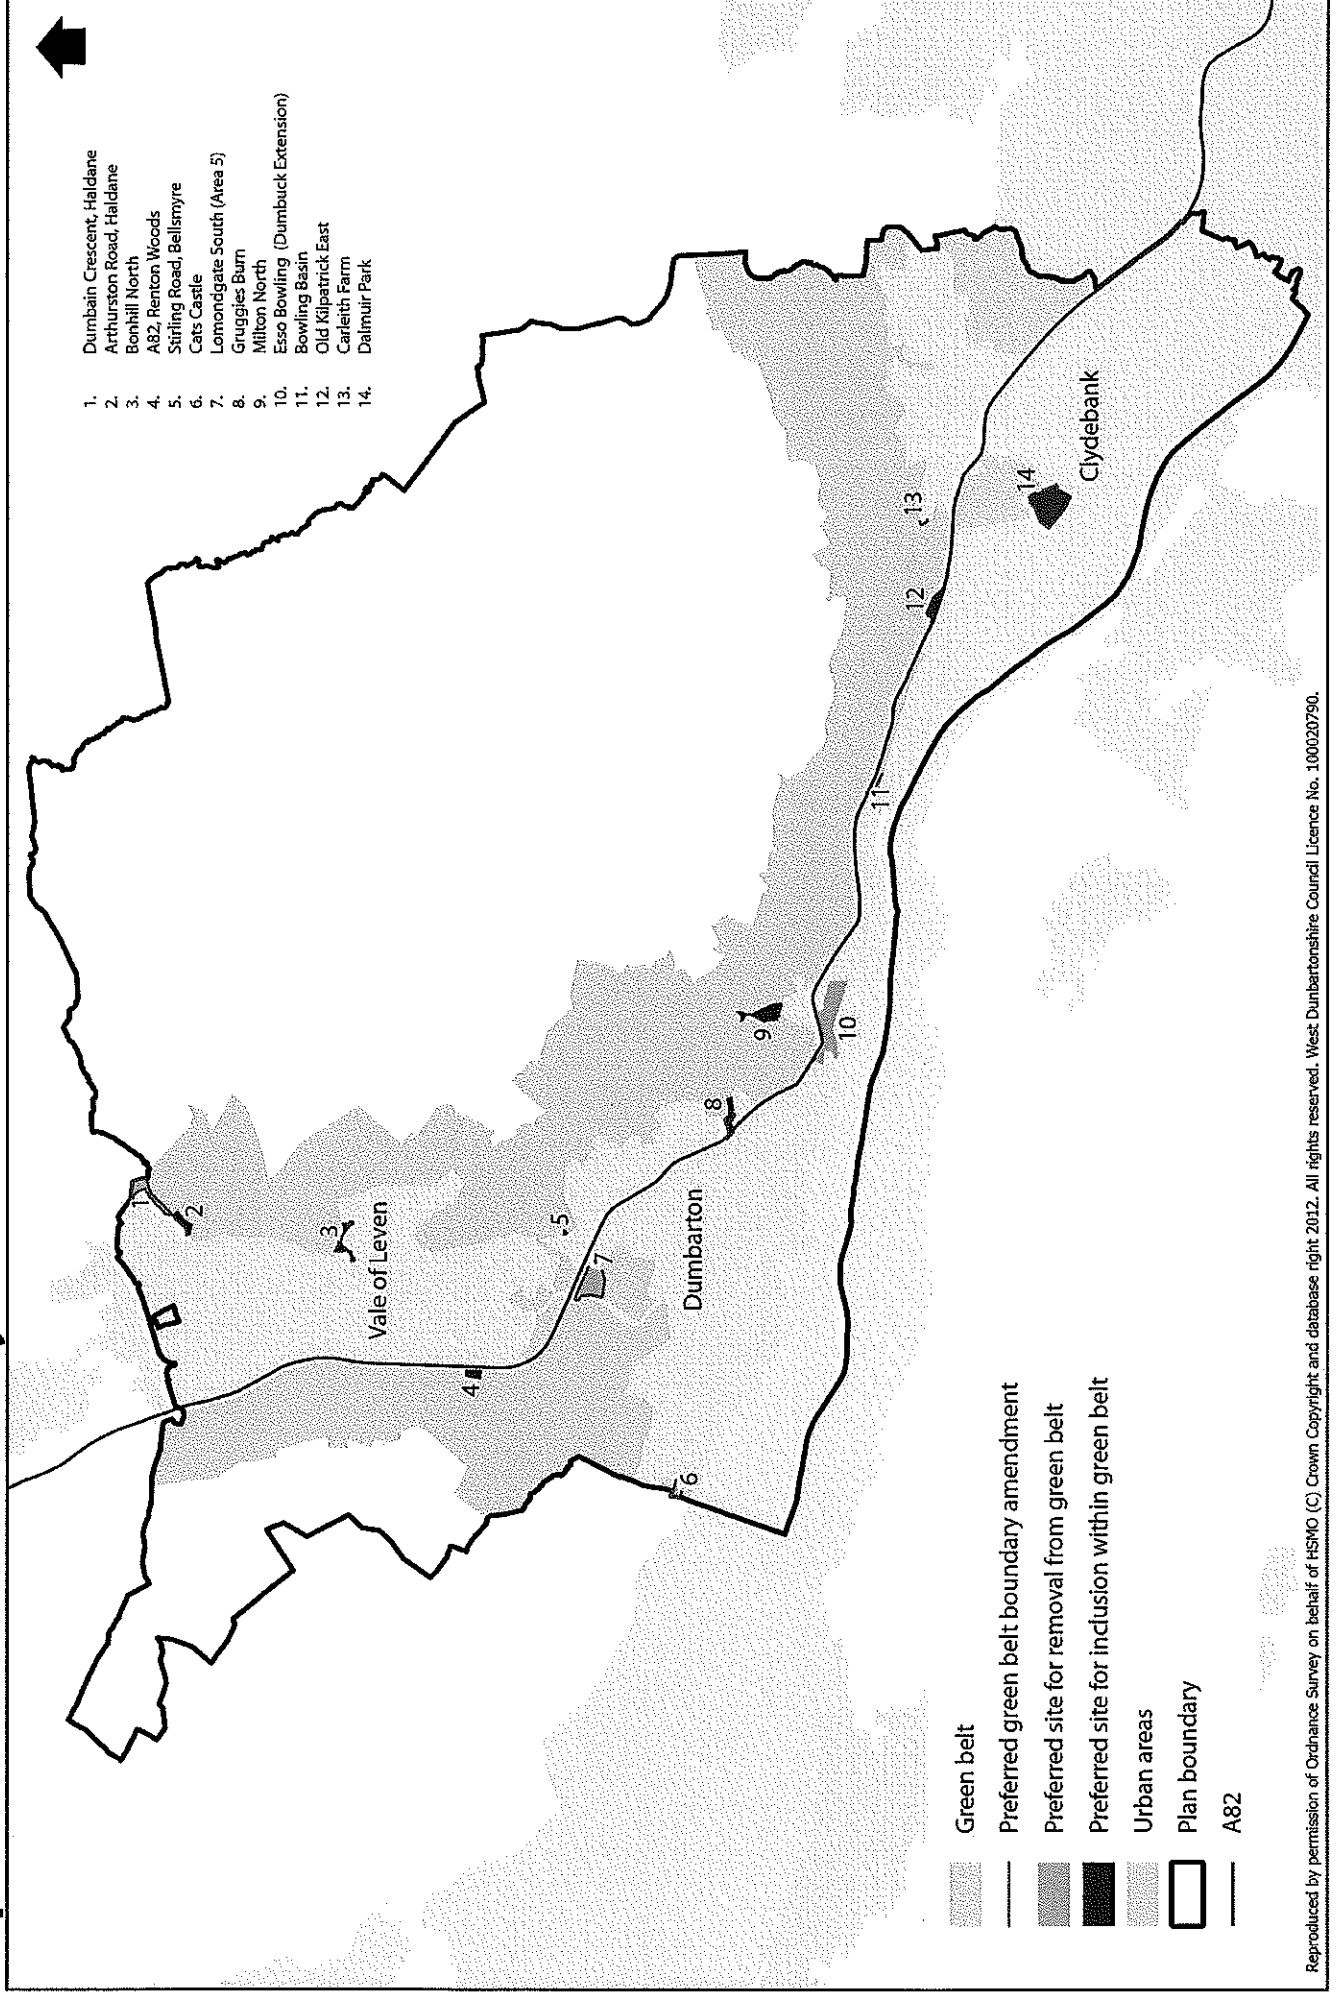 1. Dumbain Crescent, Haldane
2. Arthurston Road, Haldane
3. Bonhill North
4. A82, Renton Woods
5. Stirling Road, Bellsmyre
6. Cats Castle
7. Lomondgate South (Area 5)
8. Gruggies Burn
9. Milton North
10. Esso Bowling (Dumbuck Extension)
11. Bowling Basin
12. Old Kilpatrick East
13. Carleith Farm
14. Dalmuir Park
1
2
3
Vale of Leven
4
5
7
6
Dumbarton
8
9
10
11
12
13
14
Clydebank
Green belt
Preferred green belt boundary amendment
Preferred site for removal from green belt
Preferred site for inclusion within green belt
Urban areas
Plan boundary
A82
Reproduced by permission of Ordnance Survey on behalf of HSMO (C) Crown Copyright and database right 2012. All rights reserved. West Dunbartonshire Council Licence No. 100020790.